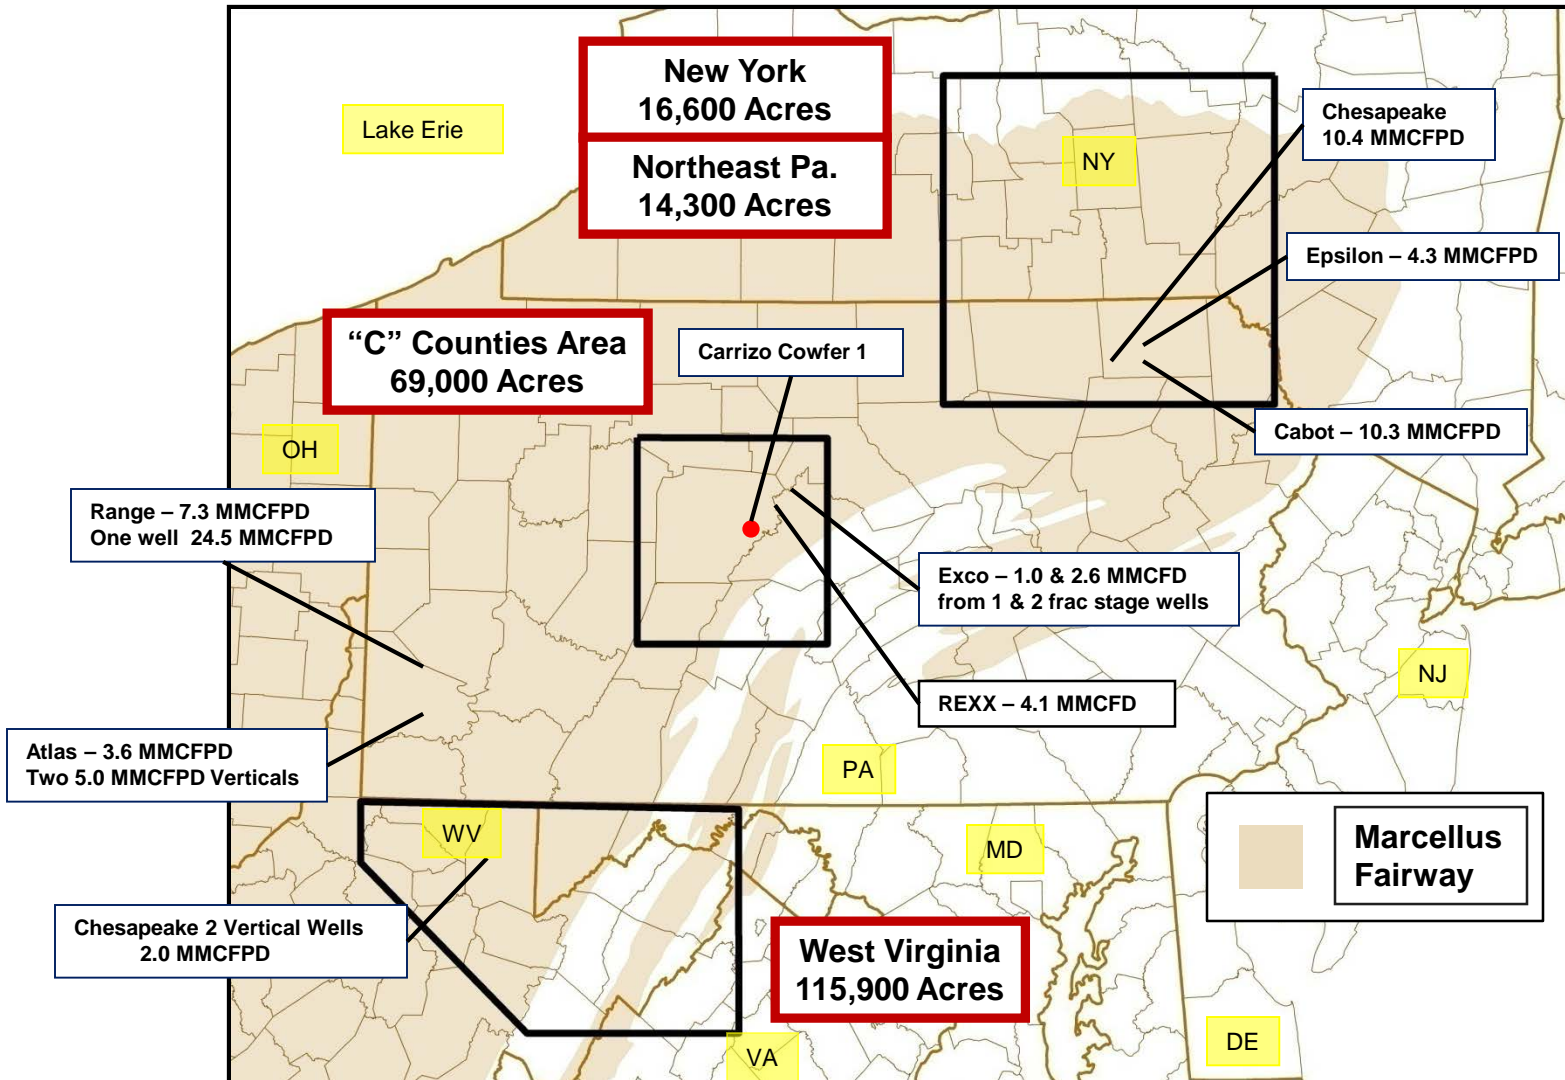 New York
16,600 Acres
Northeast Pa.
14,300 Acres
Lake Erie
NY
Chesapeake
10.4 MMCFPD
Epsilon – 4.3 MMCFPD
“C” Counties Area
69,000 Acres
Carrizo Cowfer 1
Cabot – 10.3 MMCFPD
OH
Range – 7.3 MMCFPD
One well  24.5 MMCFPD
Exco – 1.0 & 2.6 MMCFD
from 1 & 2 frac stage wells
REXX – 4.1 MMCFD
NJ
Atlas – 3.6 MMCFPD
Two 5.0 MMCFPD Verticals
PA
WV
MD
Marcellus
Fairway
Chesapeake 2 Vertical Wells
2.0 MMCFPD
West Virginia
115,900 Acres
VA
DE